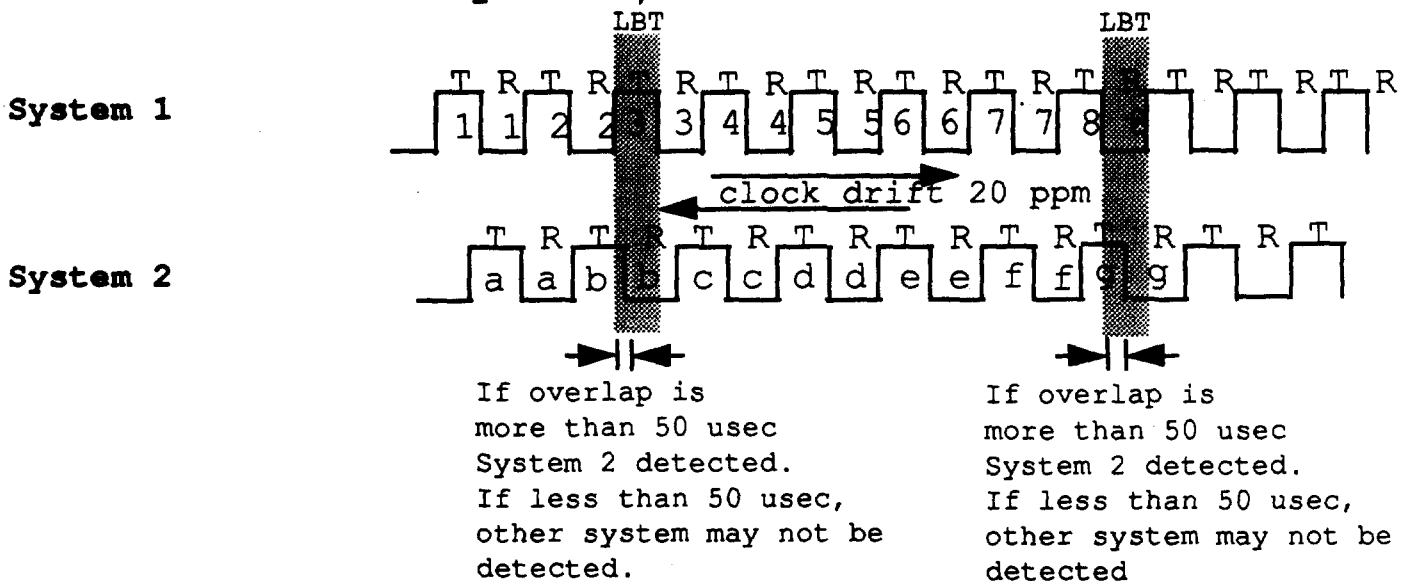 LBT LBT
T R T R T R T R T R T R T R T R T R T R T R
System 1
1 1 2 2 3 3 4 4 5 5 6 6 7 7 8 8
clock drift 20 ppm
T R T R T R T R T R T R T R T R T
System 2
a a b b c c d d e e f f g g
If overlap is
more than 50 usec
System 2 detected.
If less than 50 usec,
other system may not be
detected.
If overlap is
more than 50 usec
System 2 detected.
If less than 50 usec,
other system may not be
detected